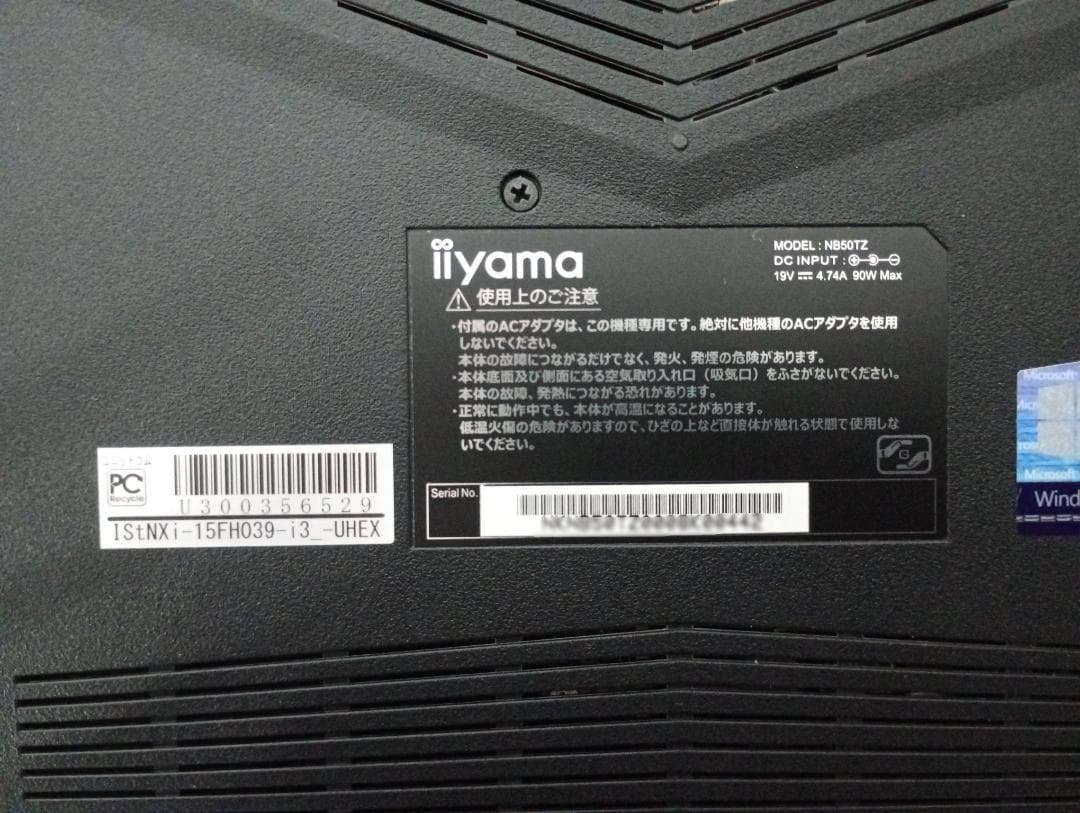 iiyama
MODEL : NB50TZ
DC INPUT :
19V 4.74A 90W Max
使用上のご注意
・付属のACアダプタは、この機種専用です。絶対に他機種のACアダプタを使用
しないでください。
本体の故障につながるだけでなく、発火、発煙の危険があります。
・本体底面及び側面にある空気取り入れ口（吸気口）をふさがないでください。
本体の故障、発熱につながる恐れがあります。
・正常に動作中でも、本体が高温になることがあります。
低温火傷の危険がありますので、ひざの上など直接体が触れる状態で使用しな
いでください。
G
Serial No.
ユニットコム
PC
Recycle
U300356529
IStNXi-15FH039-i3_-UHEX
Microsoft
Microsoft
Wind